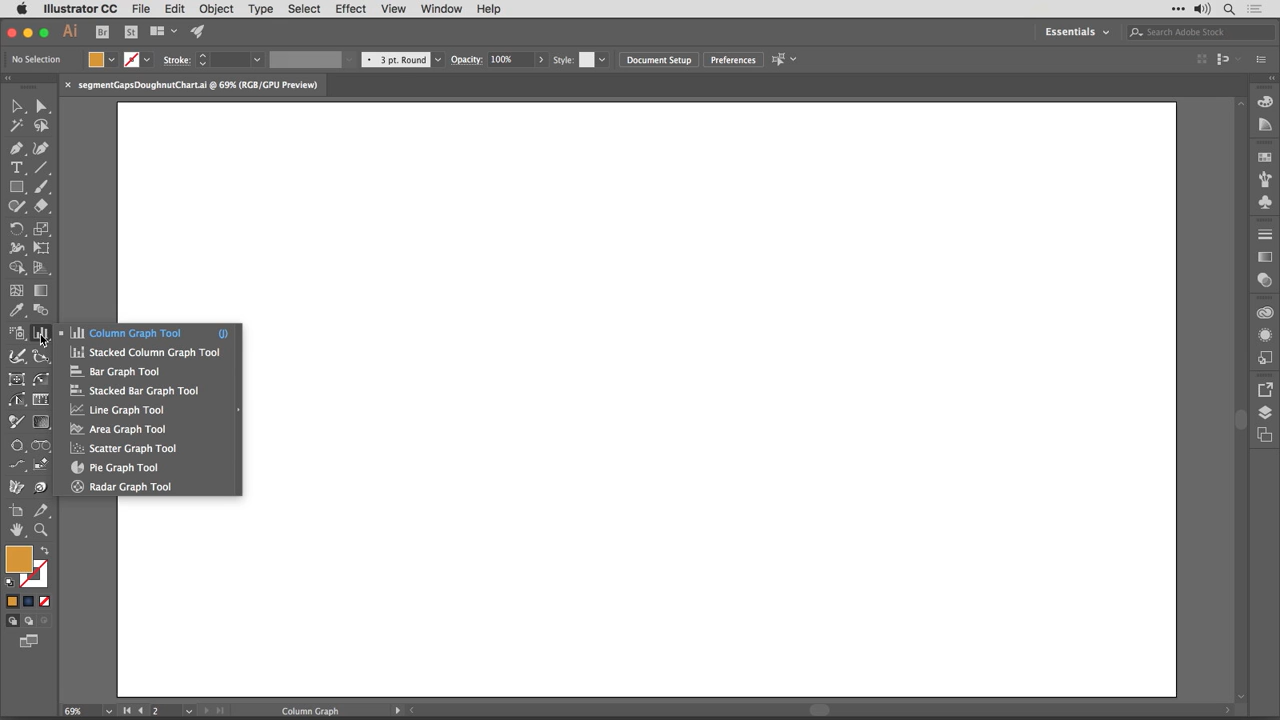 Illustrator CC File Edit Object Type Select Effect View Window Help
Ai Br St Essentials Search Adobe Stock
No Selection Stroke: 3 pt. Round Opacity: 100% Style: Document Setup Preferences
× segmentGapsDoughnutChart.ai @ 69% (RGB/GPU Preview)
Column Graph Tool (J)
Stacked Column Graph Tool
Bar Graph Tool
Stacked Bar Graph Tool
Line Graph Tool
Area Graph Tool
Scatter Graph Tool
Pie Graph Tool
Radar Graph Tool
69% 2 Column Graph